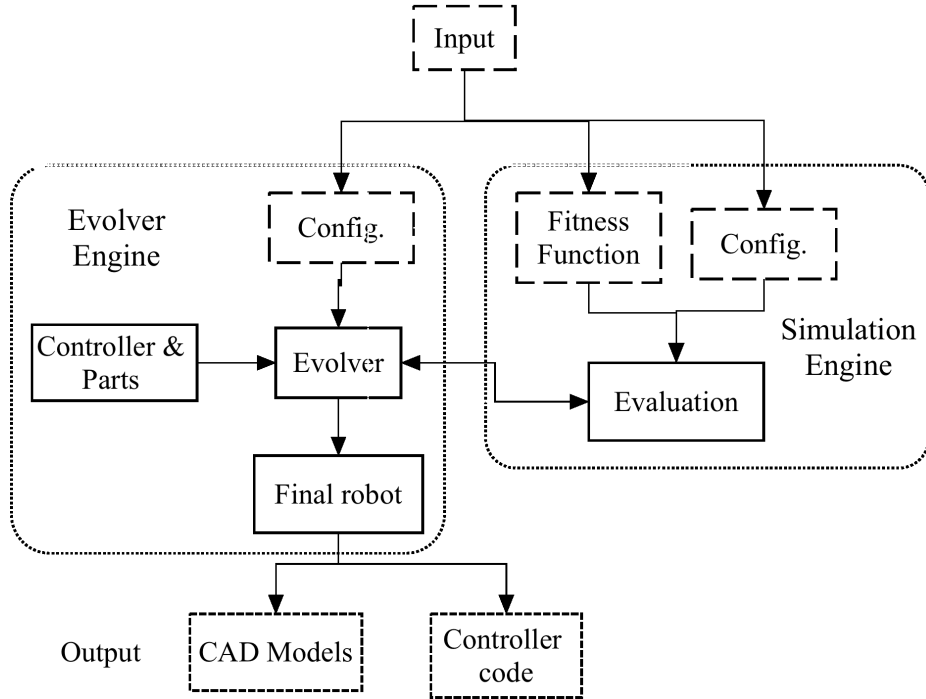 Input
Evolver
Engine
Config.
Fitness
Function
Config.
Controller &
Parts
Evolver
Simulation
Engine
Evaluation
Final robot
Output
CAD Models
Controller
code